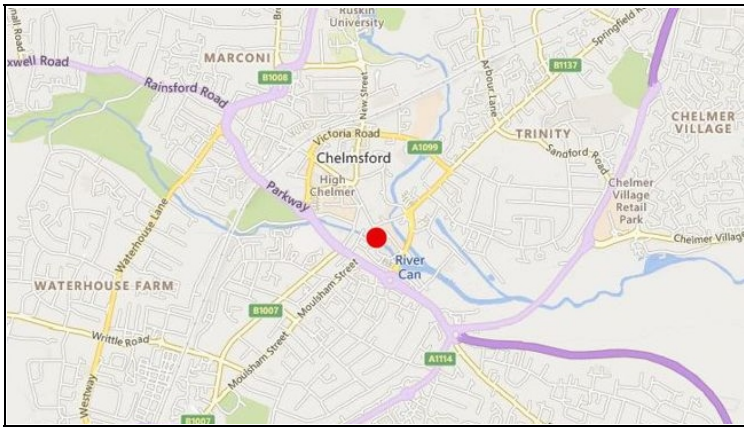 Ruskin
University
MARCONI
B1008
xwell Road
Rainsford Road
New Street
Arbour Lane
Springfield R
B1137
CHELMER
VILLAGE
Victoria Road
A1099
TRINITY
Sandford Road
Chelmsford
High
Chelmer
Parkway
Chelmer
Village
Retail
Park
Chelmer Village
Waterhouse Lane
River
Can
WATERHOUSE FARM
B1007
Moulsham Street
Writtle Road
Moulsham Street
A1114
Westway
B1007